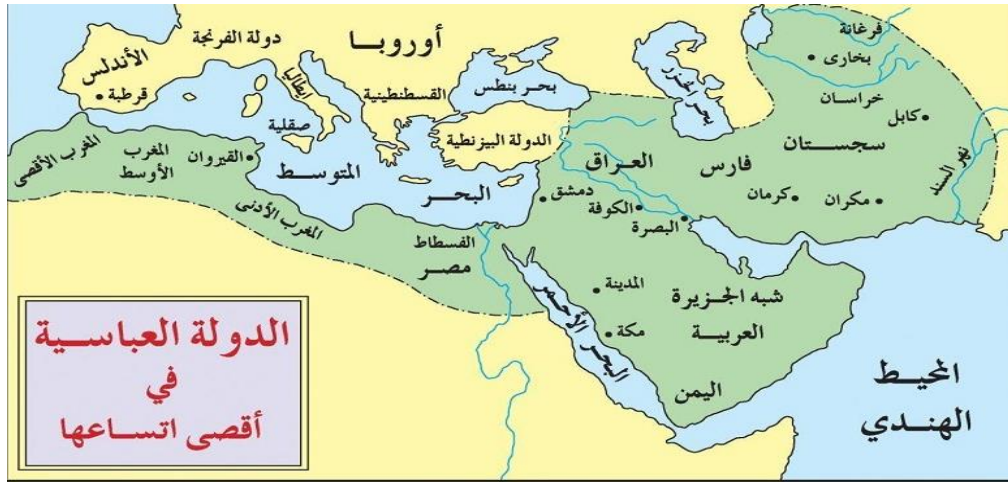 أوروبا
دولة الفرنجة
الأندلس
قرطبة
إيطاليا
صقلية
القسطنطينية
بحر بنطس
الدولة البيزنطية
بحر الخزر
فرغانة
بخارى
خراسان
كابل
سجستان
نهر السند
فارس
العراق
كرمان
مكران
دمشق
الكوفة
البصرة
المغرب الأقصى
المغرب
الأوسط
القيروان
المغرب الأدنى
البحر
المتوسط
الفسطاط
مصر
البحر الأحمر
المدينة
مكة
شبه الجزيرة
العربية
اليمن
المحيط
الهندي
الدولة العباسية
في
أقصى اتساعها